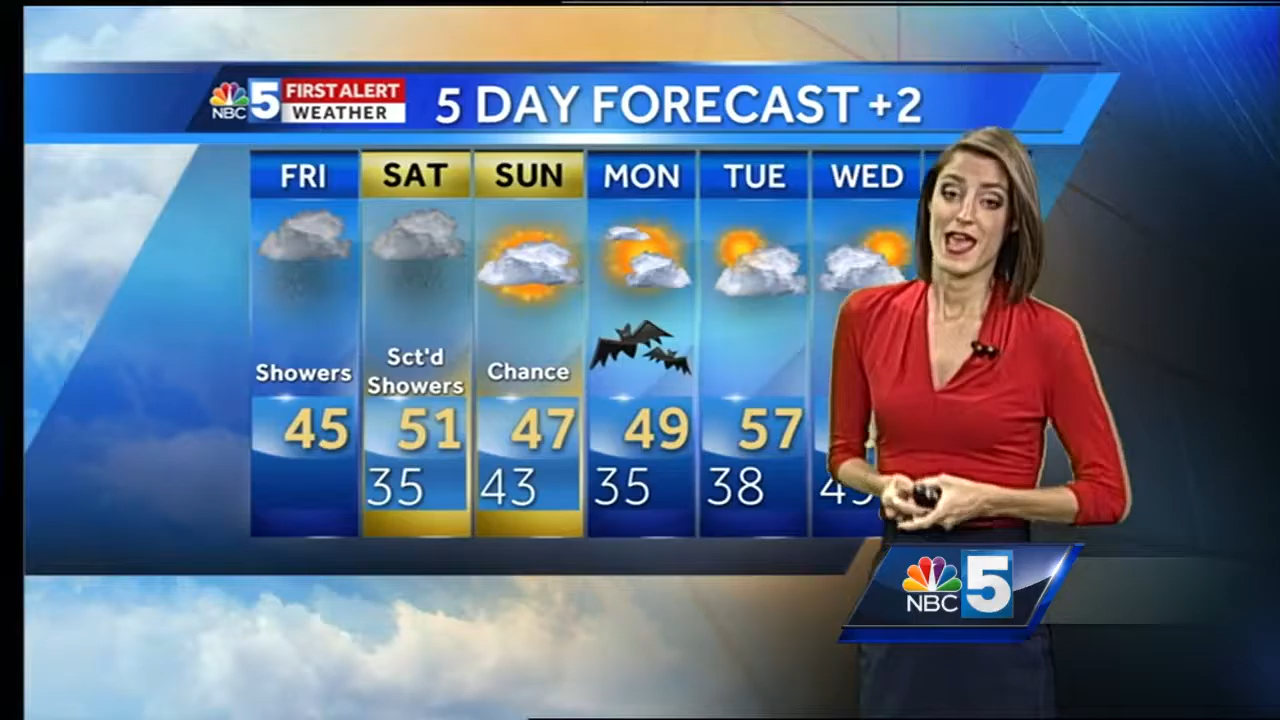 NBC 5 FIRST ALERT WEATHER
5 DAY FORECAST +2
FRI SAT SUN MON TUE WED
Showers Sct'd Showers Chance
45 51 47 49 57
35 43 35 38
NBC 5